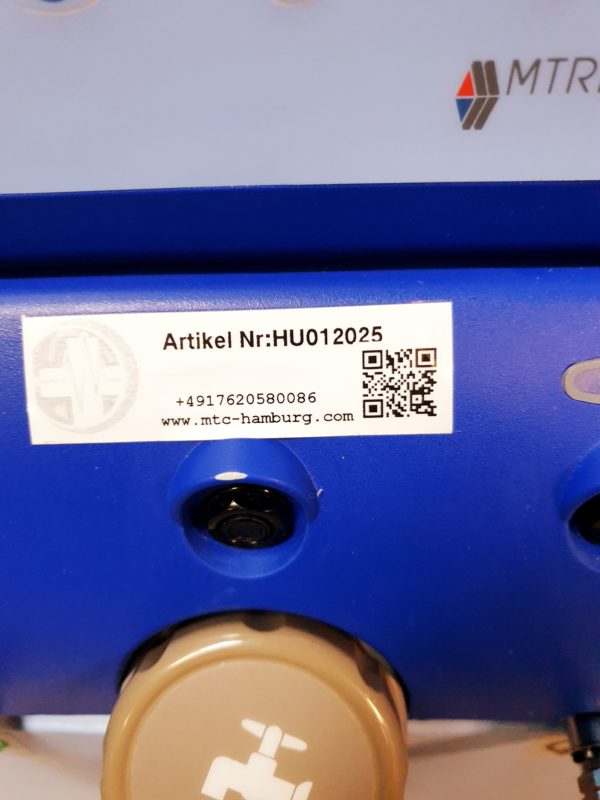 MTR
Artikel Nr:HU012025
+4917620580086
www.mtc-hamburg.com